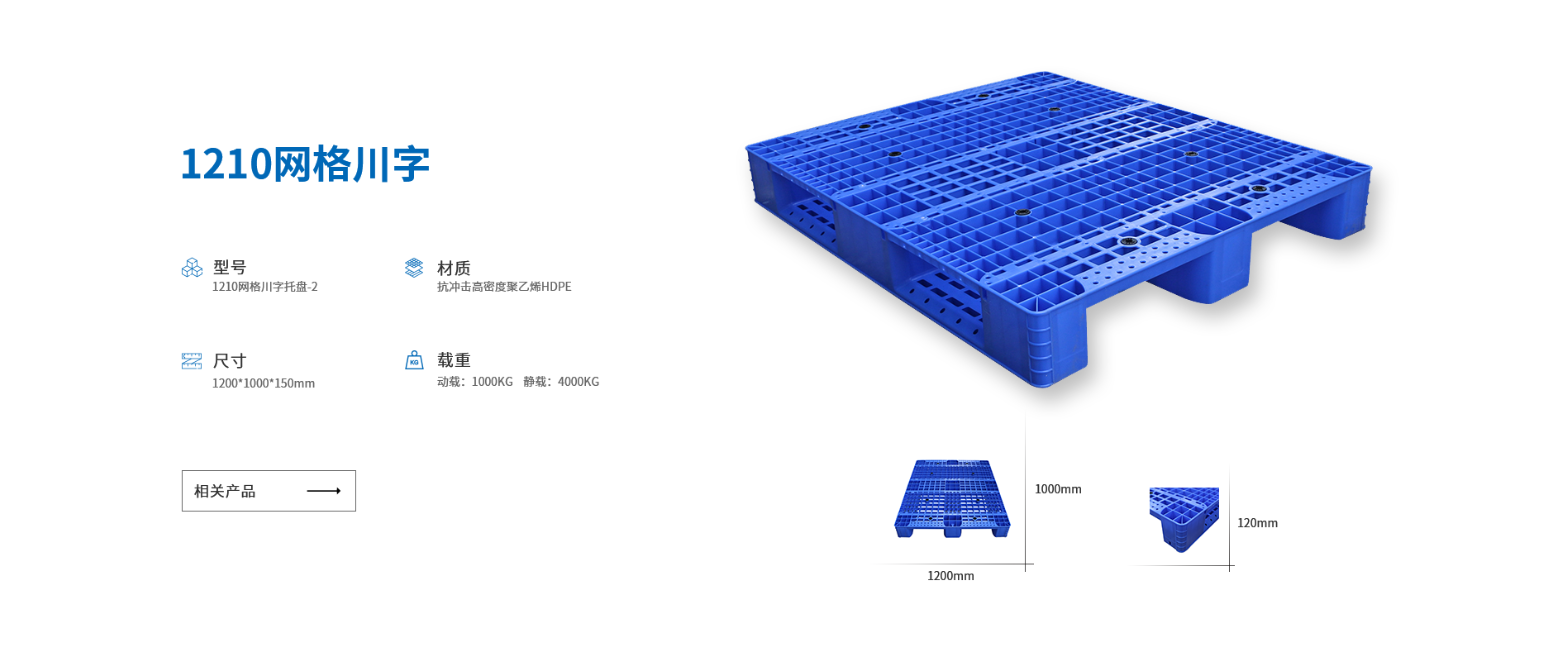 1210网格川字
型号
1210网格川字托盘-2
材质
抗冲击高密度聚乙烯HDPE
尺寸
1200*1000*150mm
载重
KG
动载：1000KG 静载：4000KG
相关产品
1000mm
1200mm
120mm